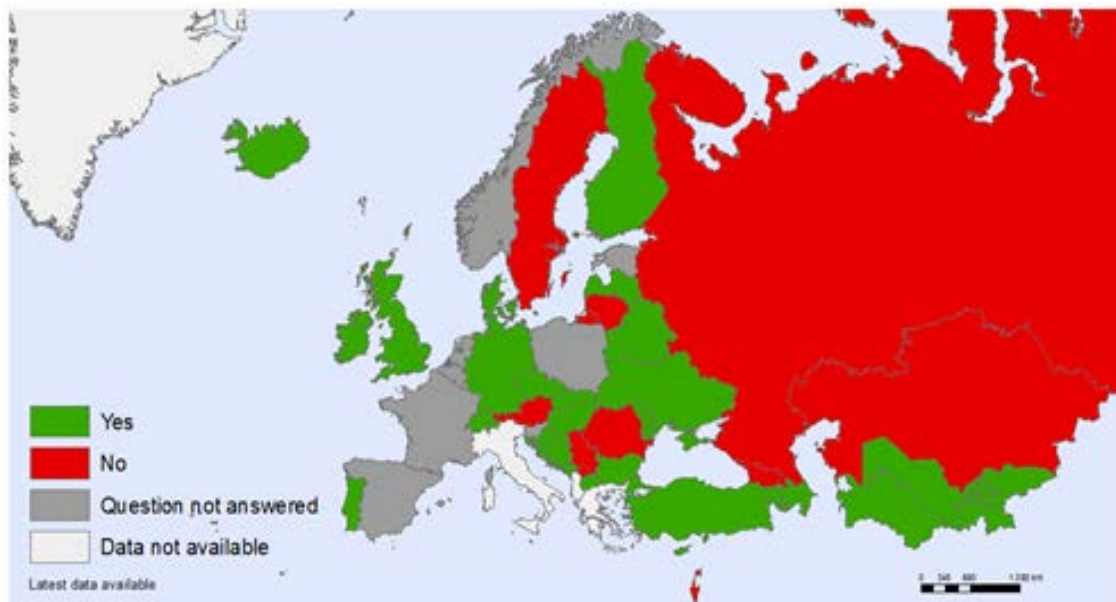 Yes
No
Question not answered
Data not available
Latest data available